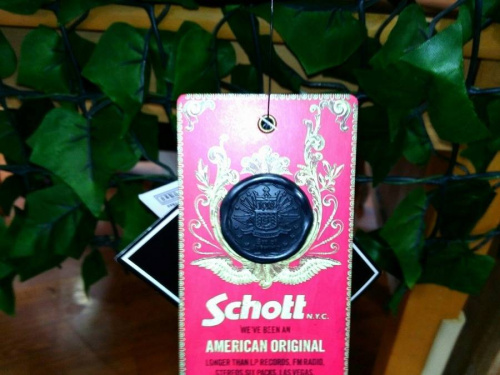 Schott N.Y.C.
WE'VE BEEN AN
AMERICAN ORIGINAL
LONGER THAN LP RECORDS, FM RADIO,
STEREOS SIX PACKS, LAS VEGAS